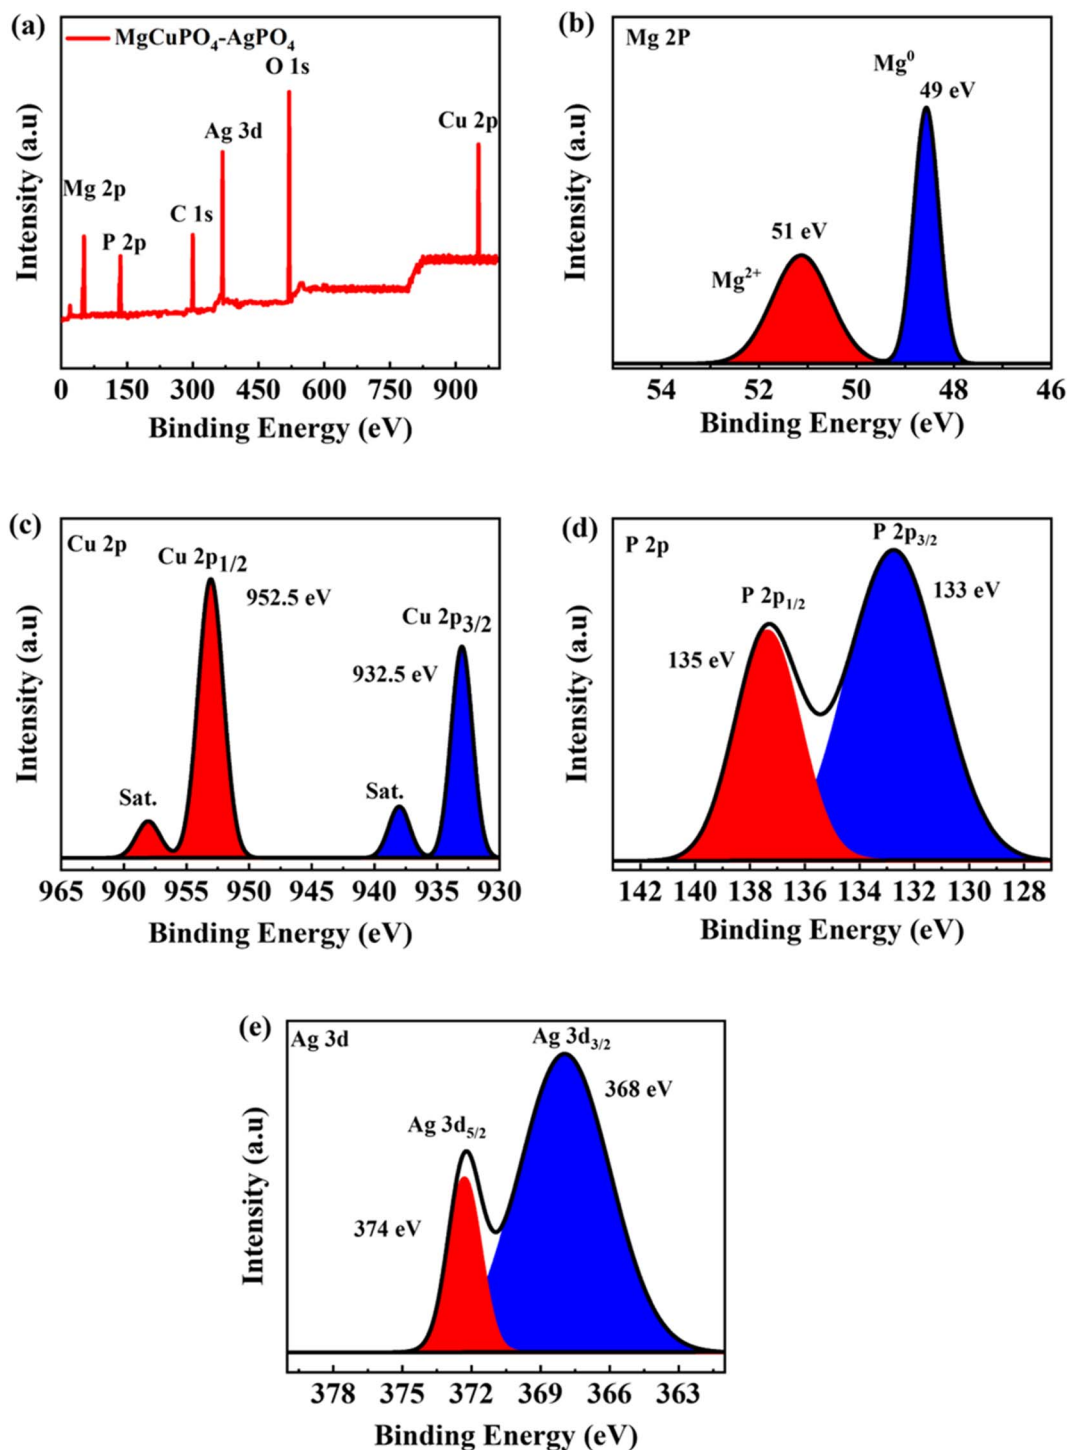 (a)
MgCuPO₄-AgPO₄
O 1s
Ag 3d
Cu 2p
Mg 2p
C 1s
P 2p
Intensity (a.u)
0 150 300 450 600 750 900
Binding Energy (eV)
(b)
Mg 2P
Mg⁰
49 eV
51 eV
Mg²⁺
Intensity (a.u)
54 52 50 48 46
Binding Energy (eV)
(c)
Cu 2p
Cu 2p₁/₂
952.5 eV
Cu 2p₃/₂
932.5 eV
Sat.
Sat.
Intensity (a.u)
965 960 955 950 945 940 935 930
Binding Energy (eV)
(d)
P 2p
P 2p₃/₂
133 eV
P 2p₁/₂
135 eV
Intensity (a.u)
142 140 138 136 134 132 130 128
Binding Energy (eV)
(e)
Ag 3d
Ag 3d₃/₂
368 eV
Ag 3d₅/₂
374 eV
Intensity (a.u)
378 375 372 369 366 363
Binding Energy (eV)